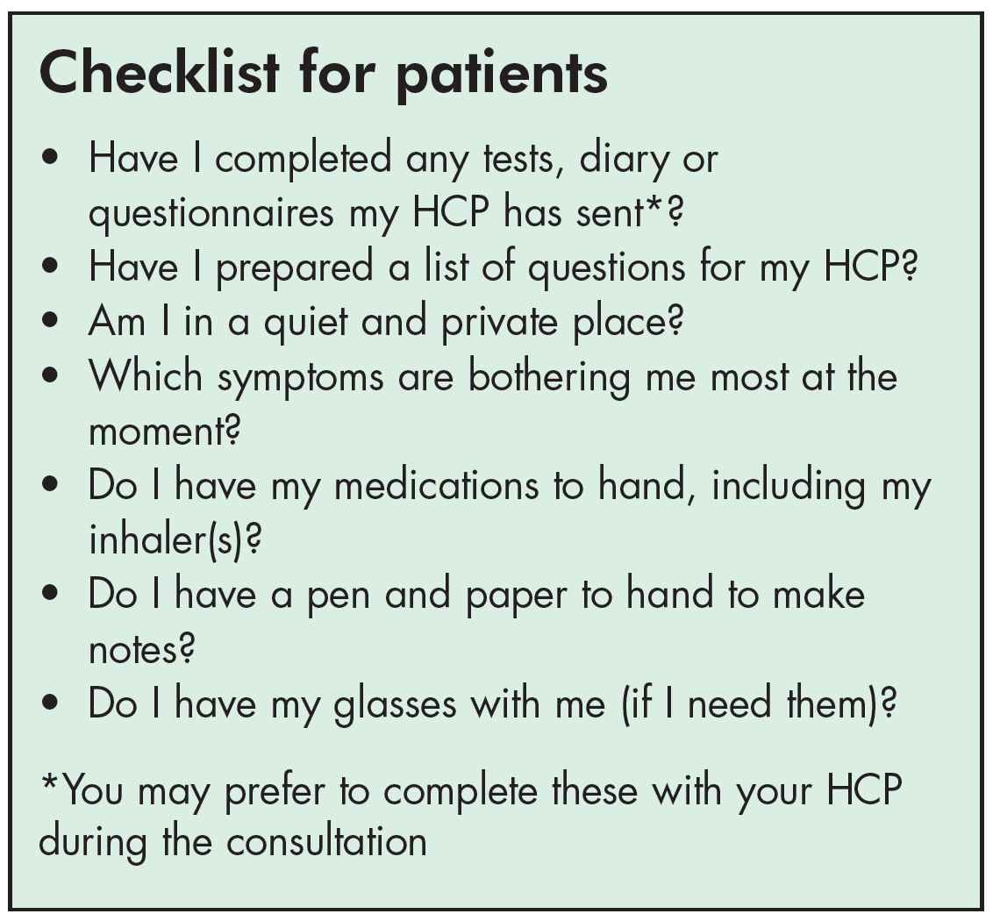 Checklist for patients
• Have I completed any tests, diary or
questionnaires my HCP has sent*?
• Have I prepared a list of questions for my HCP?
• Am I in a quiet and private place?
• Which symptoms are bothering me most at the
moment?
• Do I have my medications to hand, including my
inhaler(s)?
• Do I have a pen and paper to hand to make
notes?
• Do I have my glasses with me (if I need them)?
*You may prefer to complete these with your HCP
during the consultation